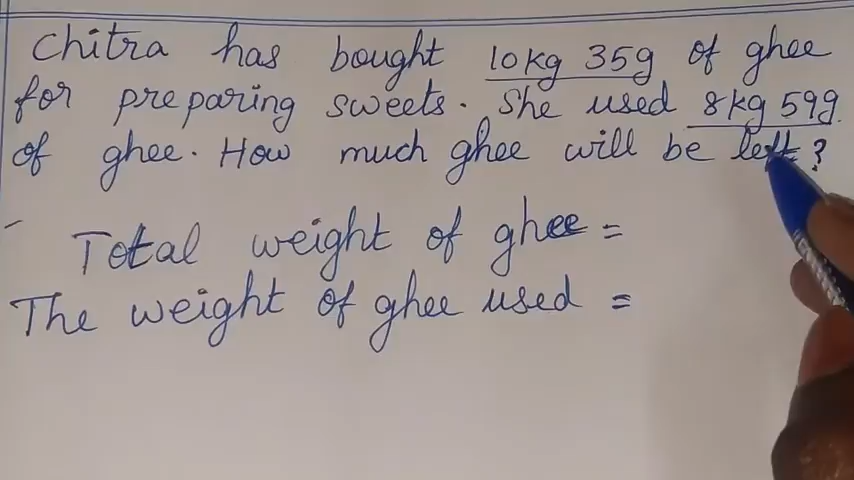 Chitra has bought 10kg 35g of ghee
for preparing sweets. She used 8kg 59g
of ghee. How much ghee will be left?
Total weight of ghee =
The weight of ghee used =